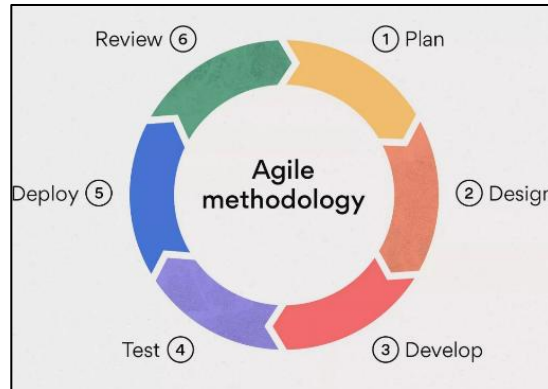 Review 6
1 Plan
Agile
methodology
Deploy 5
2 Design
Test 4
3 Develop